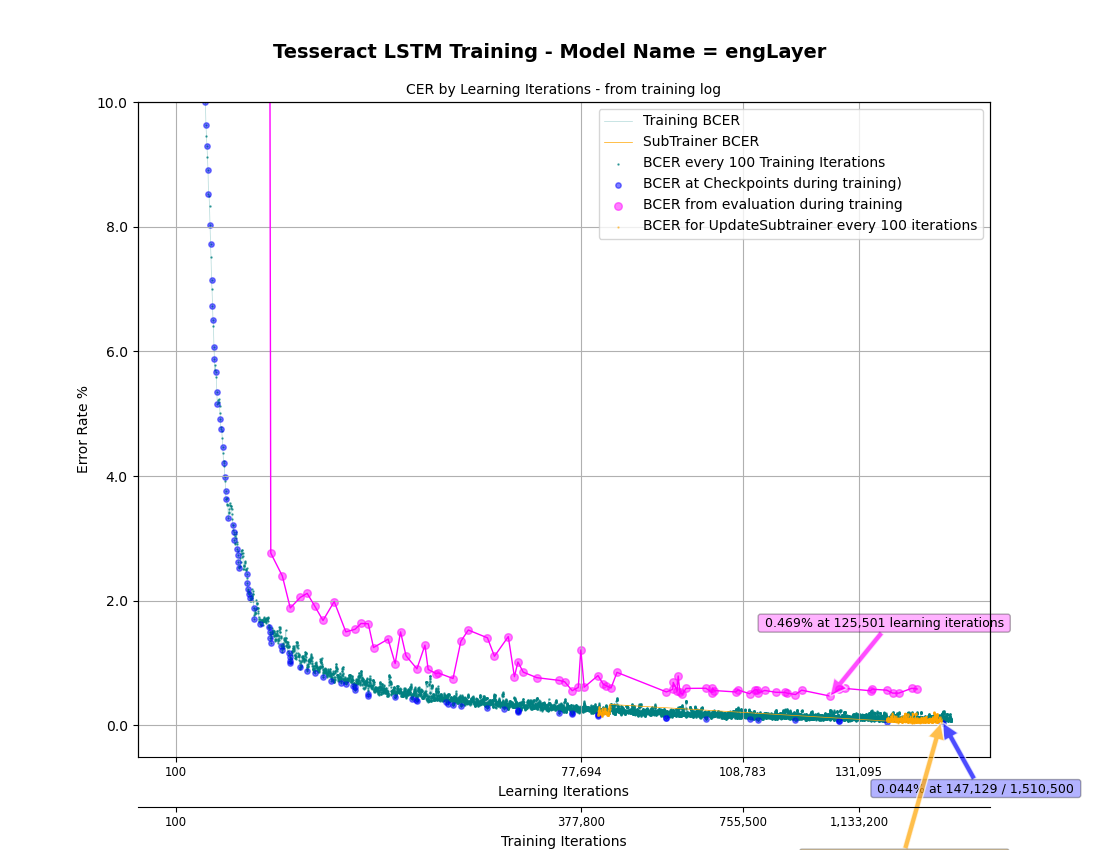 Tesseract LSTM Training - Model Name = engLayer
CER by Learning Iterations - from training log
10.0
8.0
6.0
4.0
2.0
0.0
Error Rate %
Training BCER
SubTrainer BCER
BCER every 100 Training Iterations
BCER at Checkpoints during training)
BCER from evaluation during training
BCER for UpdateSubtrainer every 100 iterations
0.469% at 125,501 learning iterations
0.044% at 147,129 / 1,510,500
100 77,694 108,783 131,095
Learning Iterations
100 377,800 755,500 1,133,200
Training Iterations